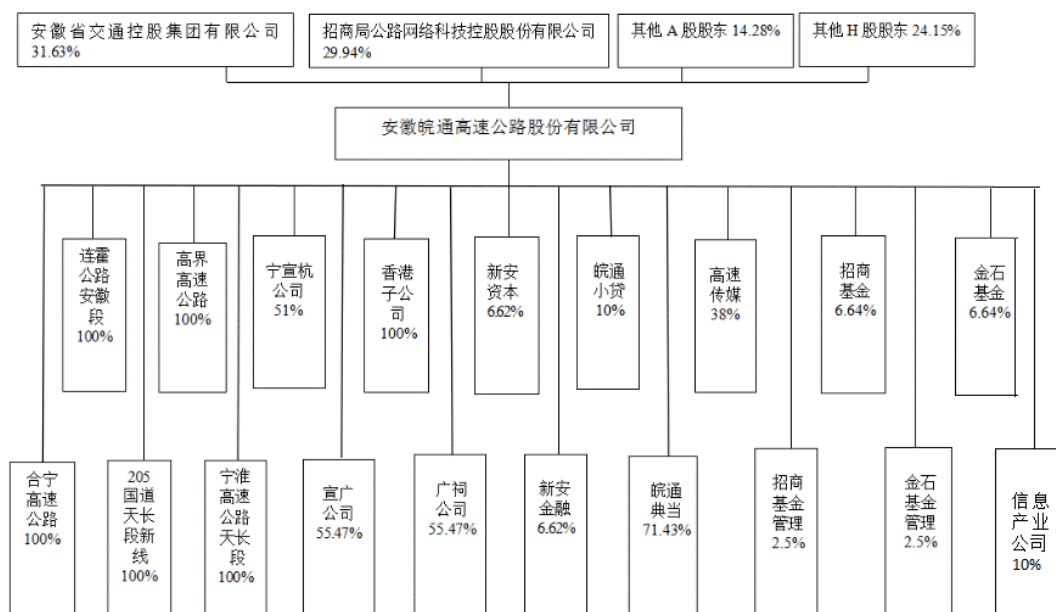 安徽省交通控股集团有限公司
31.63%
招商局公路网络科技控股股份有限公司
29.94%
其他 A 股股东 14.28%
其他 H 股股东 24.15%
安徽皖通高速公路股份有限公司
连霍
公路
安徽
段
100%
高界
高速
公路
100%
宁宣杭
公司
51%
香港
子公
司
100%
新安
资本
6.62%
皖通
小贷
10%
高速
传媒
38%
招商
基金
6.64%
金石
基金
6.64%
合宁
高速
公路
100%
205
国道
天长
段新
线
100%
宁淮
高速
公路
天长
段
100%
宣广
公司
55.47%
广祠
公司
55.47%
新安
金融
6.62%
皖通
典当
71.43%
招商
基金
管理
2.5%
金石
基金
管理
2.5%
信息
产业
公司
10%